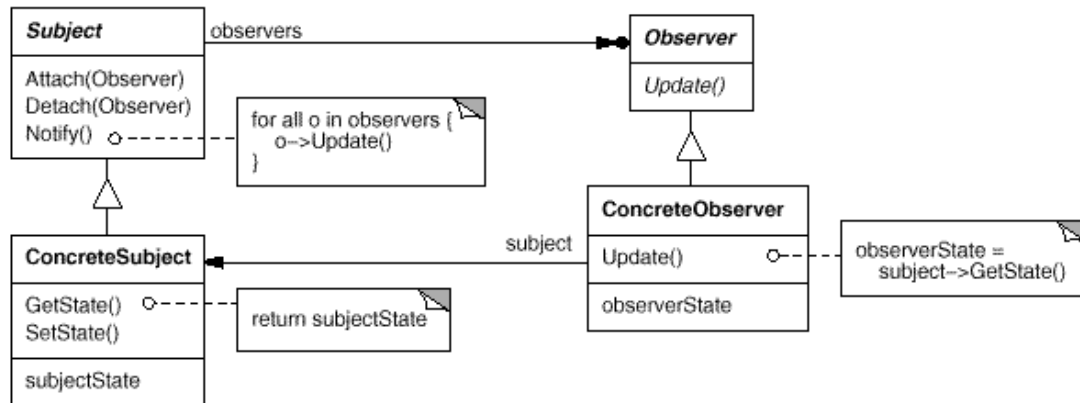 Subject
Attach(Observer)
Detach(Observer)
Notify()
observers
for all o in observers {
o->Update()
}
Observer
Update()
ConcreteSubject
GetState()
SetState()
subjectState
return subjectState
subject
ConcreteObserver
Update()
observerState
observerState =
subject->GetState()